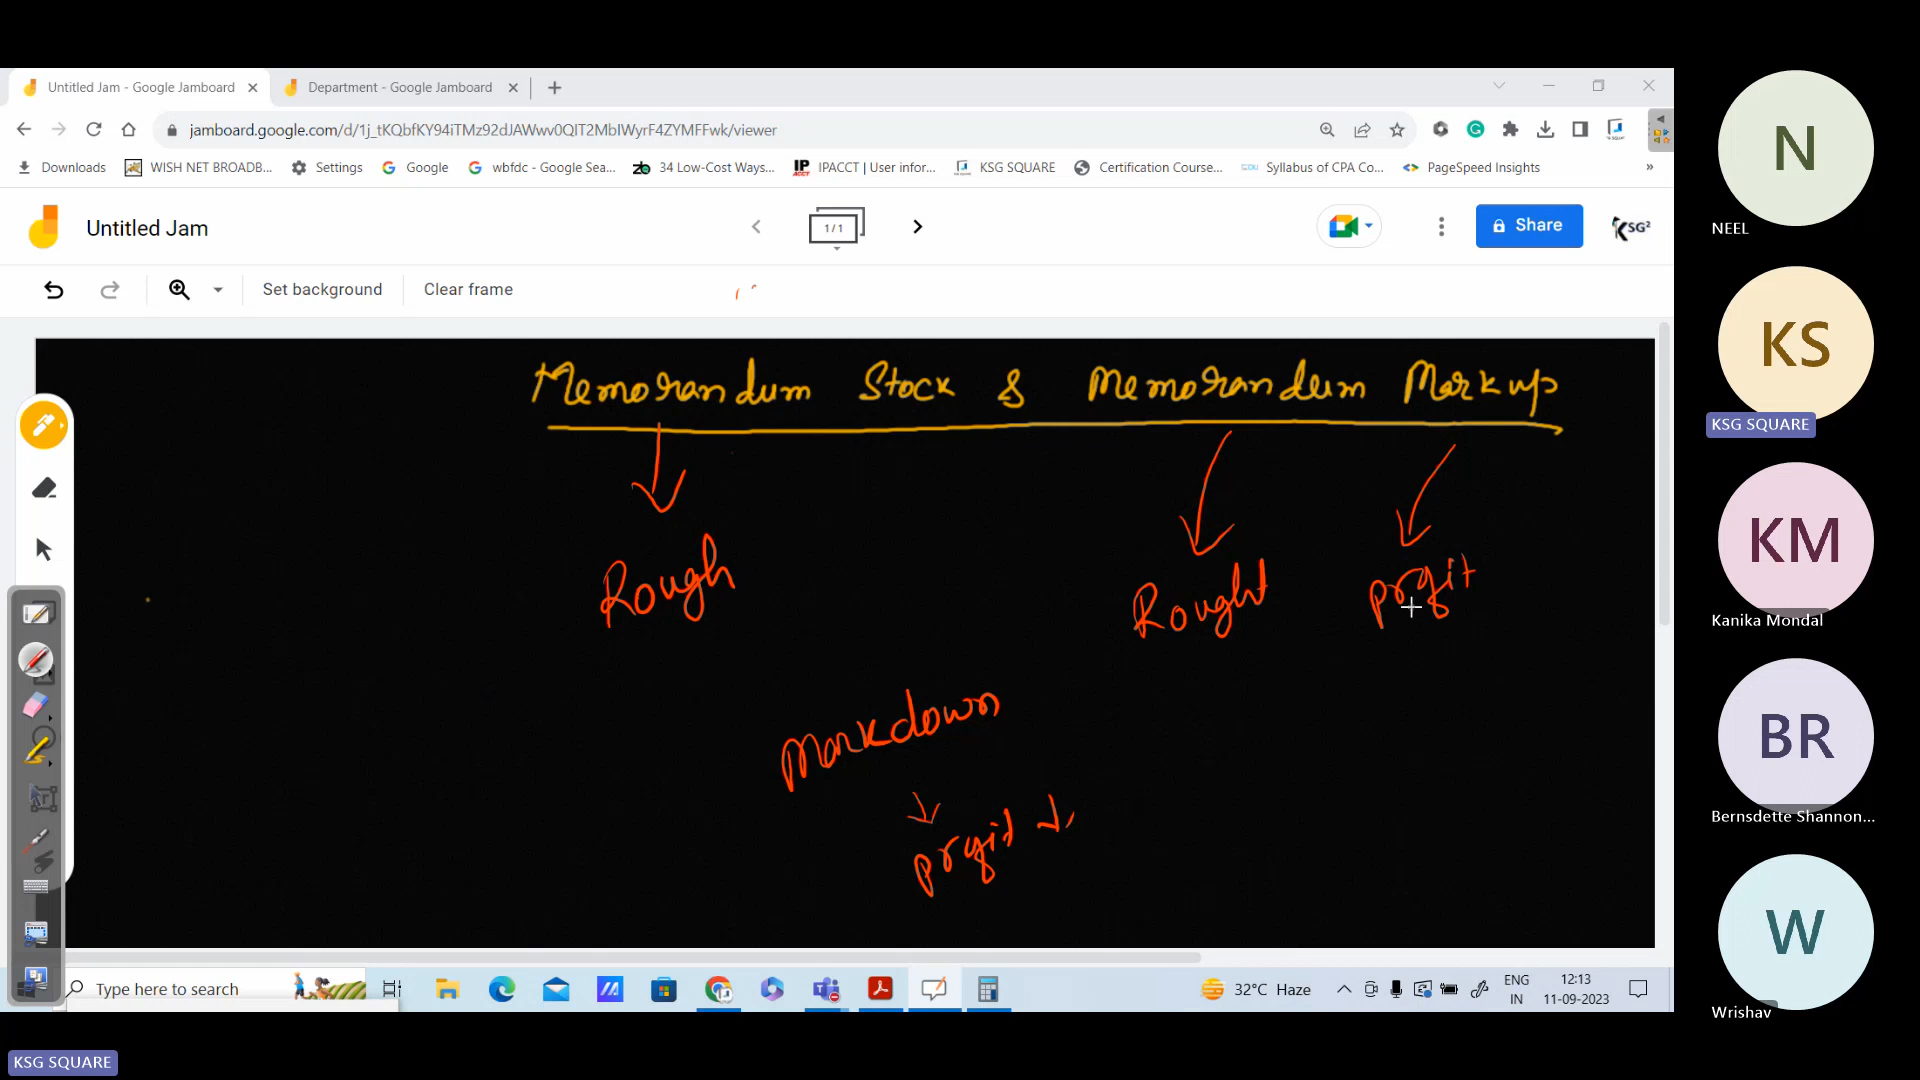 Untitled Jam - Google Jamboard
Department - Google Jamboard
jamboard.google.com/d/1j_tKQbfKY94iTMz92dJAWwv0QIT2MbIWyrF4ZYMFFwk/viewer
Downloads
WISH NET BROADB...
Settings
Google
wbfdc - Google Sea...
34 Low-Cost Ways...
IPACCT | User infor...
KSG SQUARE
Certification Course...
Syllabus of CPA Co...
PageSpeed Insights
»
Untitled Jam
1/1
Share
KSG²
Set background
Clear frame
Memorandum Stock & Memorandum Markup
Rough
Rought
profit
Markdown
profit
Type here to search
32°C Haze
ENG
IN
12:13
11-09-2023
N
NEEL
KS
KSG SQUARE
KM
Kanika Mondal
BR
Bernsdette Shannon...
W
Wrishav
KSG SQUARE